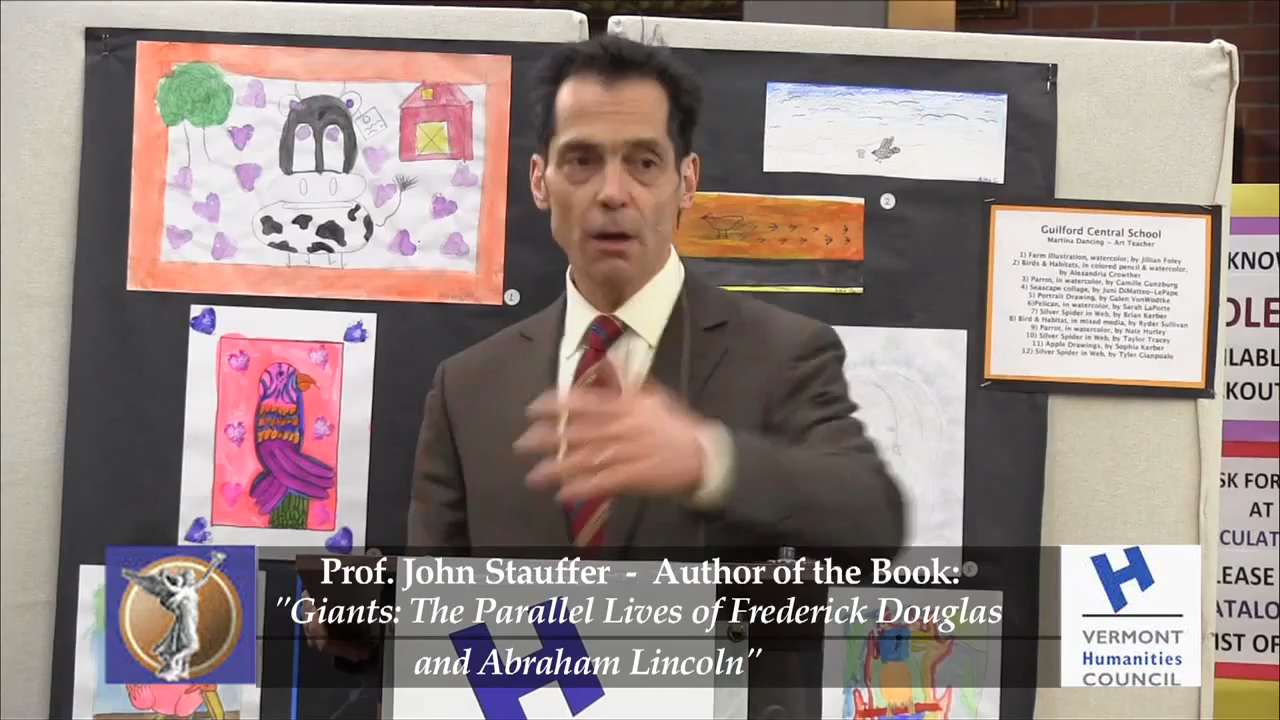 Guilford Central School
Martina Dancing ~ Art Teacher
1) Farm illustration, watercolor, by Jillian Foley
2) Birds & Habitats, in colored pencil & watercolor,
by Alexandria Crowther
3) Parrot, in watercolor, by Camille Gunzburg
4) Seascape collage, by Juni DiMatteo-LePape
5) Portrait Drawing, by Galen VonWodtke
6)Pelican, in watercolor, by Sarah LaPorte
7) Silver Spider in Web, by Brian Kerber
8) Bird & Habitat, in mixed media, by Ryder Sullivan
9) Parrot, in watercolor, by Nate Hurley
10) Silver Spider in Web, by Taylor Tracey
11) Apple Drawings, by Sophia Kerber
12) Silver Spider in Web, by Tyler
1
2
KNOW
OLE
ILABL
KOUT
SK FOR
AT
CULAT
LEASE
ATALO
IST OF
Prof. John Stauffer - Author of the Book:
"Giants: The Parallel Lives of Frederick Douglas
and Abraham Lincoln"
H
H
VERMONT
Humanities
COUNCIL